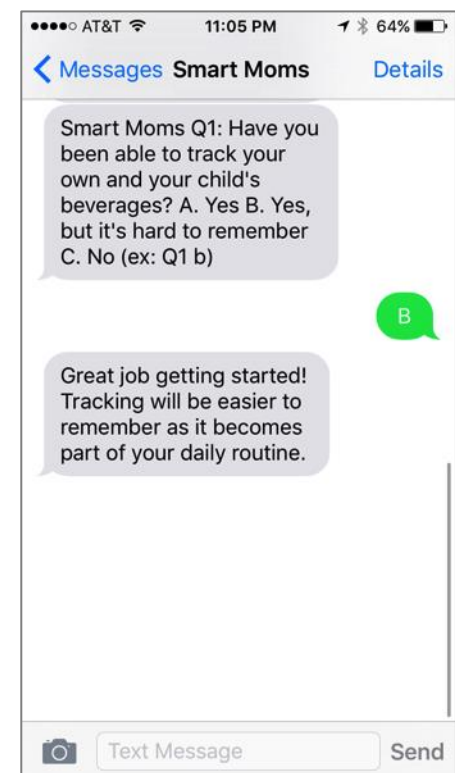 AT&T 11:05 PM 64%
Messages Smart Moms Details
Smart Moms Q1: Have you
been able to track your
own and your child's
beverages? A. Yes B. Yes,
but it's hard to remember
C. No (ex: Q1 b)
B
Great job getting started!
Tracking will be easier to
remember as it becomes
part of your daily routine.
Text Message Send